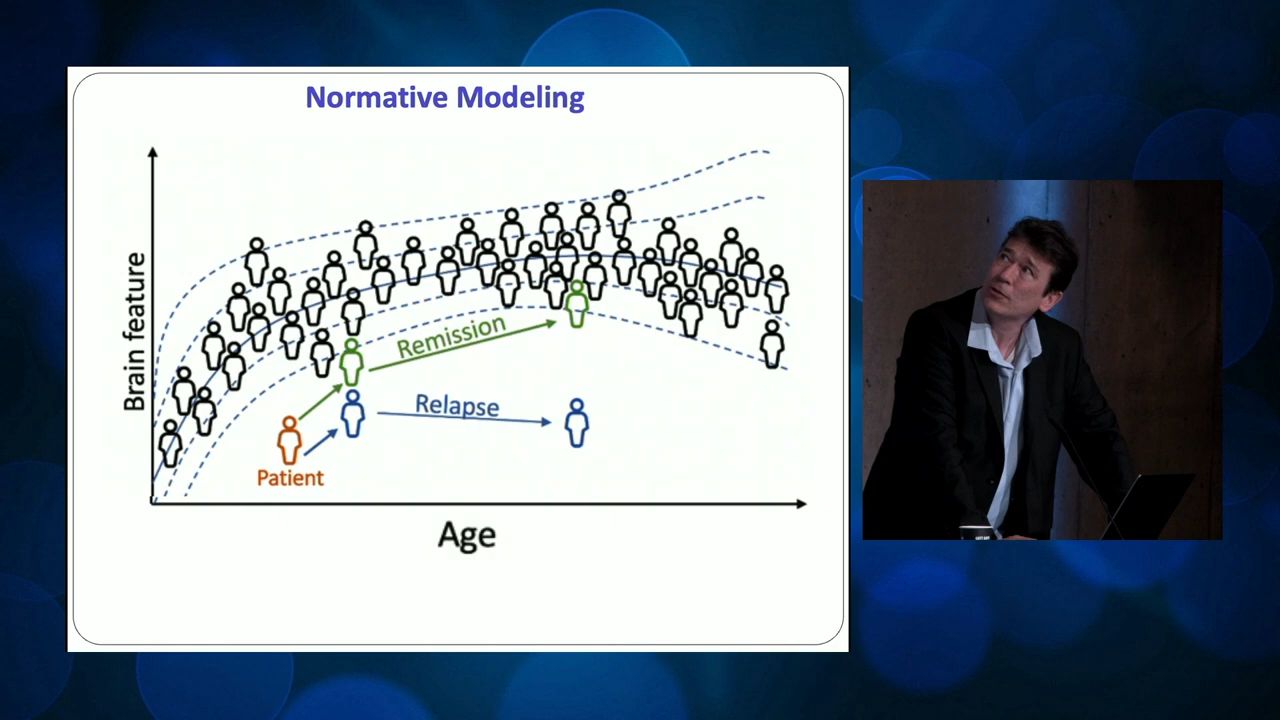 Normative Modeling
Brain feature
Remission
Relapse
Patient
Age